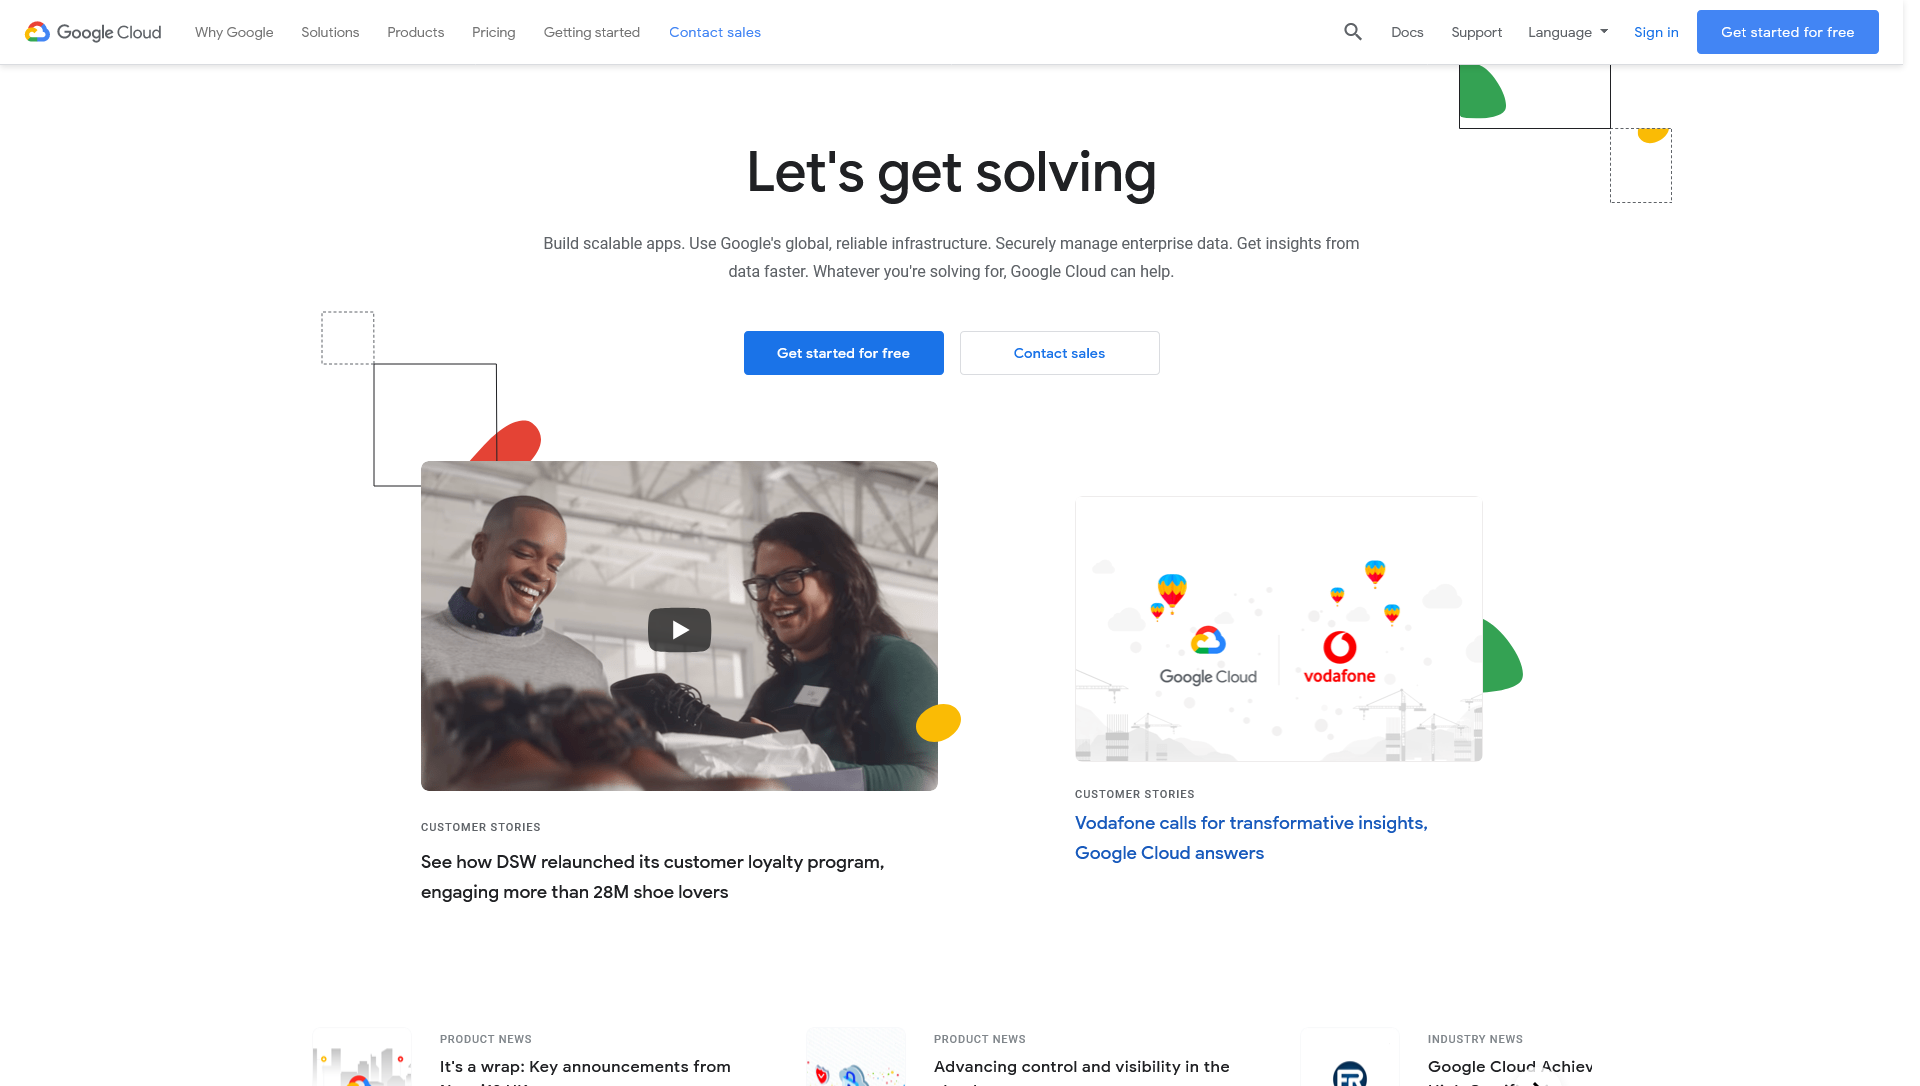 Google Cloud
Why Google
Solutions
Products
Pricing
Getting started
Contact sales
Docs
Support
Language
Sign in
Get started for free
Let's get solving
Build scalable apps. Use Google's global, reliable infrastructure. Securely manage enterprise data. Get insights from
data faster. Whatever you're solving for, Google Cloud can help.
Get started for free
Contact sales
Google Cloud
vodafone
CUSTOMER STORIES
See how DSW relaunched its customer loyalty program,
engaging more than 28M shoe lovers
CUSTOMER STORIES
Vodafone calls for transformative insights,
Google Cloud answers
PRODUCT NEWS
It's a wrap: Key announcements from
PRODUCT NEWS
Advancing control and visibility in the
INDUSTRY NEWS
Google Cloud Achiev